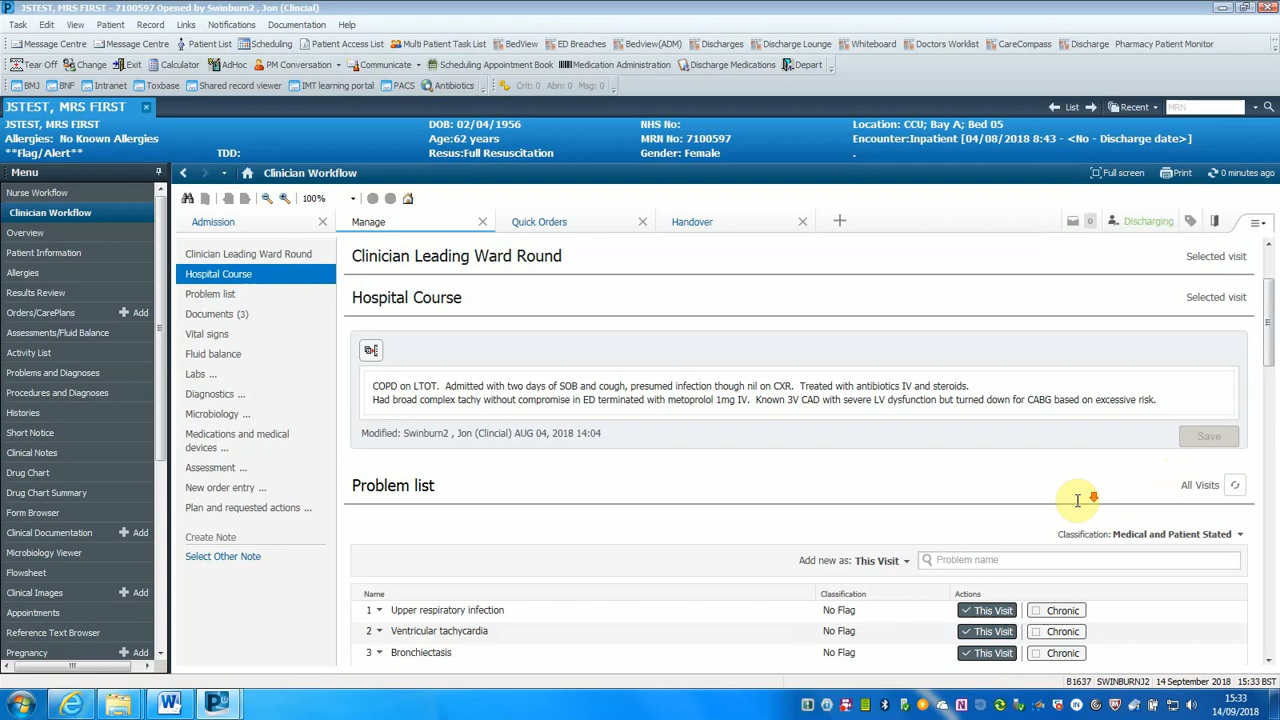 JSTEST, MRS FIRST - 7100597 Opened by Swinburn2 , Jon (Clincial)
Task Edit View Patient Record Links Notifications Documentation Help
Message Centre Message Centre Patient List Scheduling Patient Access List Multi Patient Task List BedView ED Breaches Bedview(ADM) Discharges Discharge Lounge Whiteboard Doctors Worklist CareCompass Discharge Pharmacy Patient Monitor
Tear Off Change Exit Calculator AdHoc PM Conversation Communicate Scheduling Appointment Book Medication Administration Discharge Medications Depart
BMJ BNF Intranet Toxbase Shared record viewer IMT learning portal PACS Antibiotics Crit: 0 Abn: 0 Msg: 0
JSTEST, MRS FIRST List Recent MRN
JSTEST, MRS FIRST DOB: 02/04/1956 NHS No: Location: CCU; Bay A; Bed 05
Allergies: No Known Allergies Age:62 years MRN No: 7100597 Encounter:Inpatient [04/08/2018 8:43 - <No - Discharge date>]
**Flag/Alert** TDD: Resus:Full Resuscitation Gender: Female .
Menu
Nurse Workflow
Clinician Workflow
Overview
Patient Information
Allergies
Results Review
Orders/CarePlans Add
Assessments/Fluid Balance
Activity List
Problems and Diagnoses
Procedures and Diagnoses
Histories
Short Notice
Clinical Notes
Drug Chart
Drug Chart Summary
Form Browser
Clinical Documentation Add
Microbiology Viewer
Flowsheet
Clinical Images Add
Appointments
Reference Text Browser
Pregnancy Add
Clinician Workflow Full screen Print 0 minutes ago
100%
Admission Manage Quick Orders Handover 0 Discharging
Clinician Leading Ward Round
Hospital Course
Problem list
Documents (3)
Vital signs
Fluid balance
Labs ...
Diagnostics ...
Microbiology ...
Medications and medical
devices ...
Assessment ...
New order entry ...
Plan and requested actions ...
Create Note
Select Other Note
Clinician Leading Ward Round Selected visit
Hospital Course Selected visit
COPD on LTOT. Admitted with two days of SOB and cough, presumed infection though nil on CXR. Treated with antibiotics IV and steroids.
Had broad complex tachy without compromise in ED terminated with metoprolol 1mg IV. Known 3V CAD with severe LV dysfunction but turned down for CABG based on excessive risk.
Modified: Swinburn2 , Jon (Clincial) AUG 04, 2018 14:04 Save
Problem list All Visits
Classification: Medical and Patient Stated
Add new as: This Visit Problem name
Name Classification Actions
1 Upper respiratory infection No Flag This Visit Chronic
2 Ventricular tachycardia No Flag This Visit Chronic
3 Bronchiectasis No Flag This Visit Chronic
B1637 SWINBURNJ2 14 September 2018 15:33 BST
15:33
14/09/2018